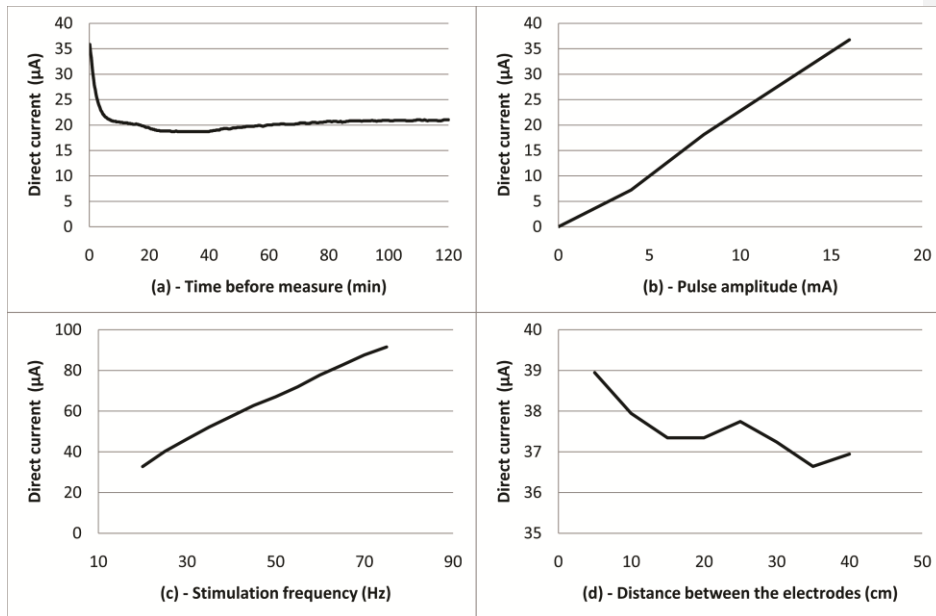 40
35
30
25
20
15
10
5
0
Direct current (µA)
0 20 40 60 80 100 120
(a) - Time before measure (min)
40
35
30
25
20
15
10
5
0
Direct current (µA)
0 5 10 15 20
(b) - Pulse amplitude (mA)
100
80
60
40
20
0
Direct current (µA)
10 30 50 70 90
(c) - Stimulation frequency (Hz)
40
39
38
37
36
35
Direct current (µA)
0 10 20 30 40 50
(d) - Distance between the electrodes (cm)